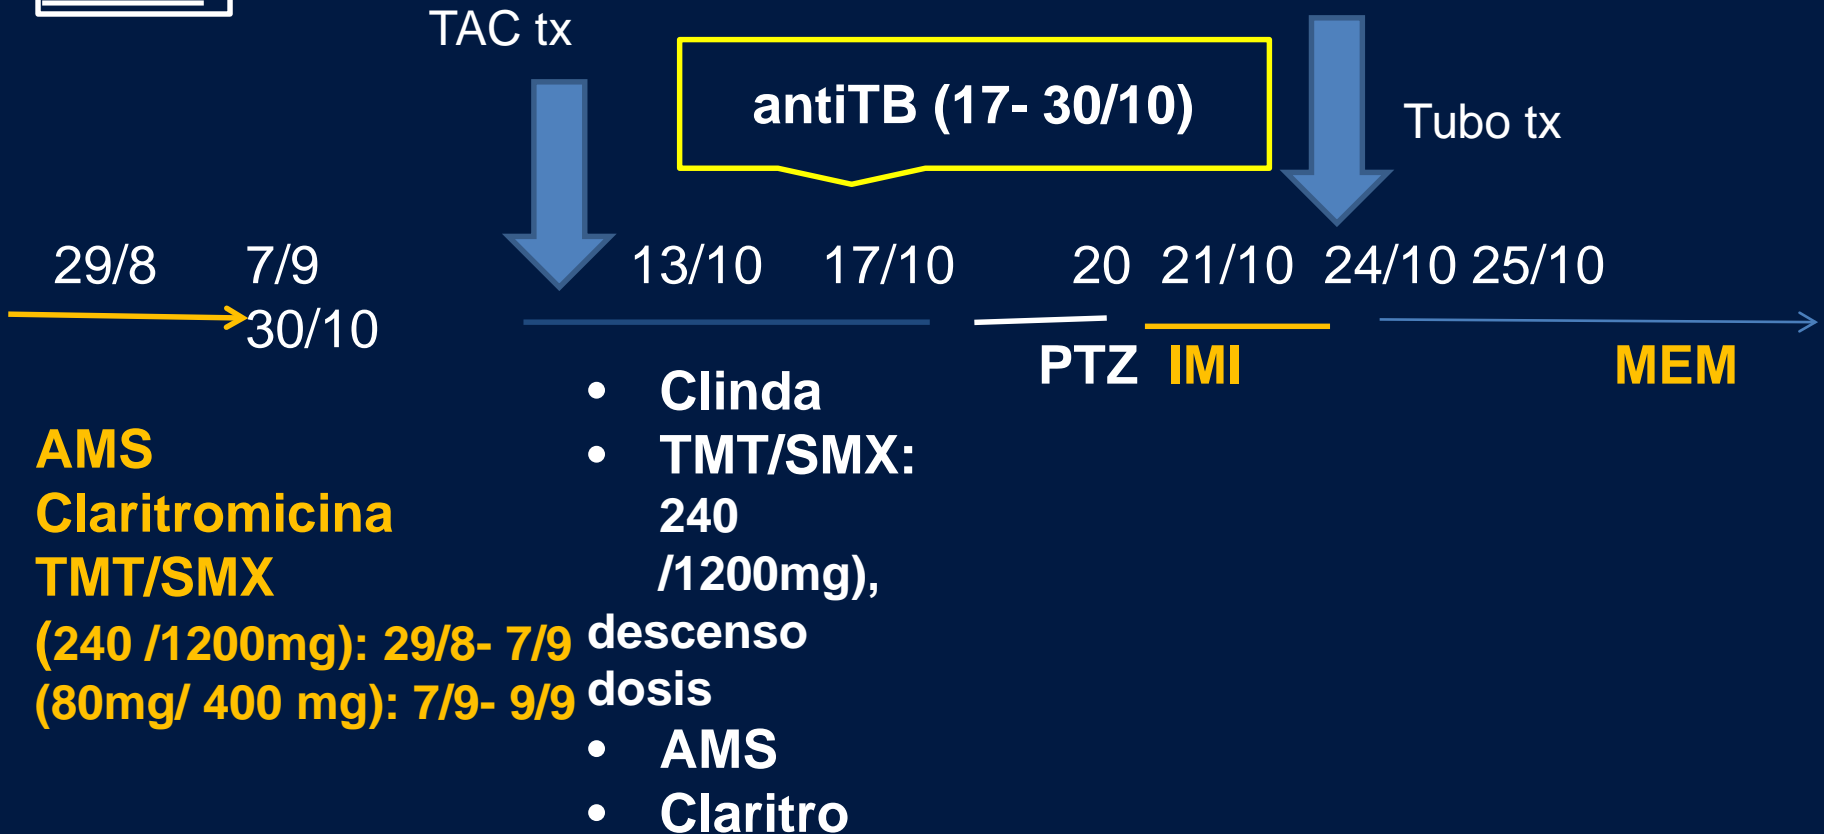 TAC tx
antiTB (17- 30/10)
Tubo tx
29/8 7/9 13/10 17/10 20 21/10 24/10 25/10
30/10
PTZ IMI MEM
AMS
Claritromicina
TMT/SMX
(240 /1200mg): 29/8- 7/9
(80mg/ 400 mg): 7/9- 9/9
• Clinda
• TMT/SMX:
240
/1200mg),
descenso
dosis
• AMS
• Claritro